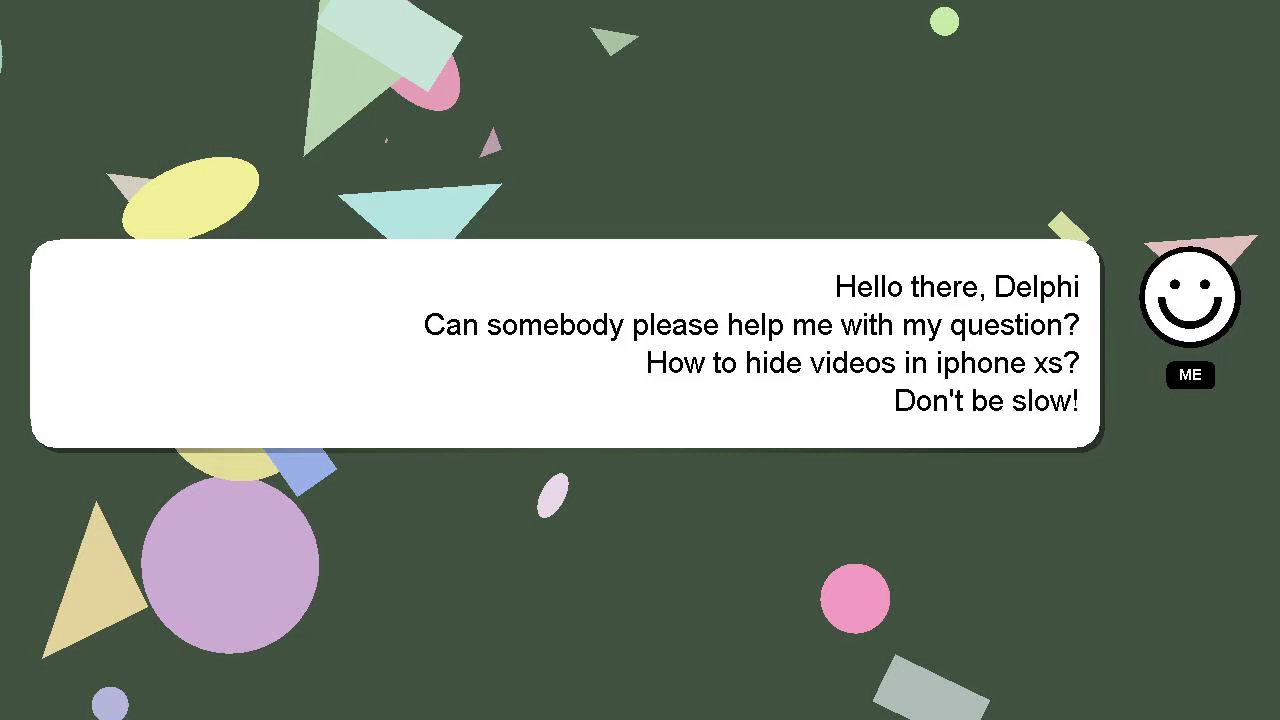 Hello there, Delphi
Can somebody please help me with my question?
How to hide videos in iphone xs?
Don't be slow!
ME